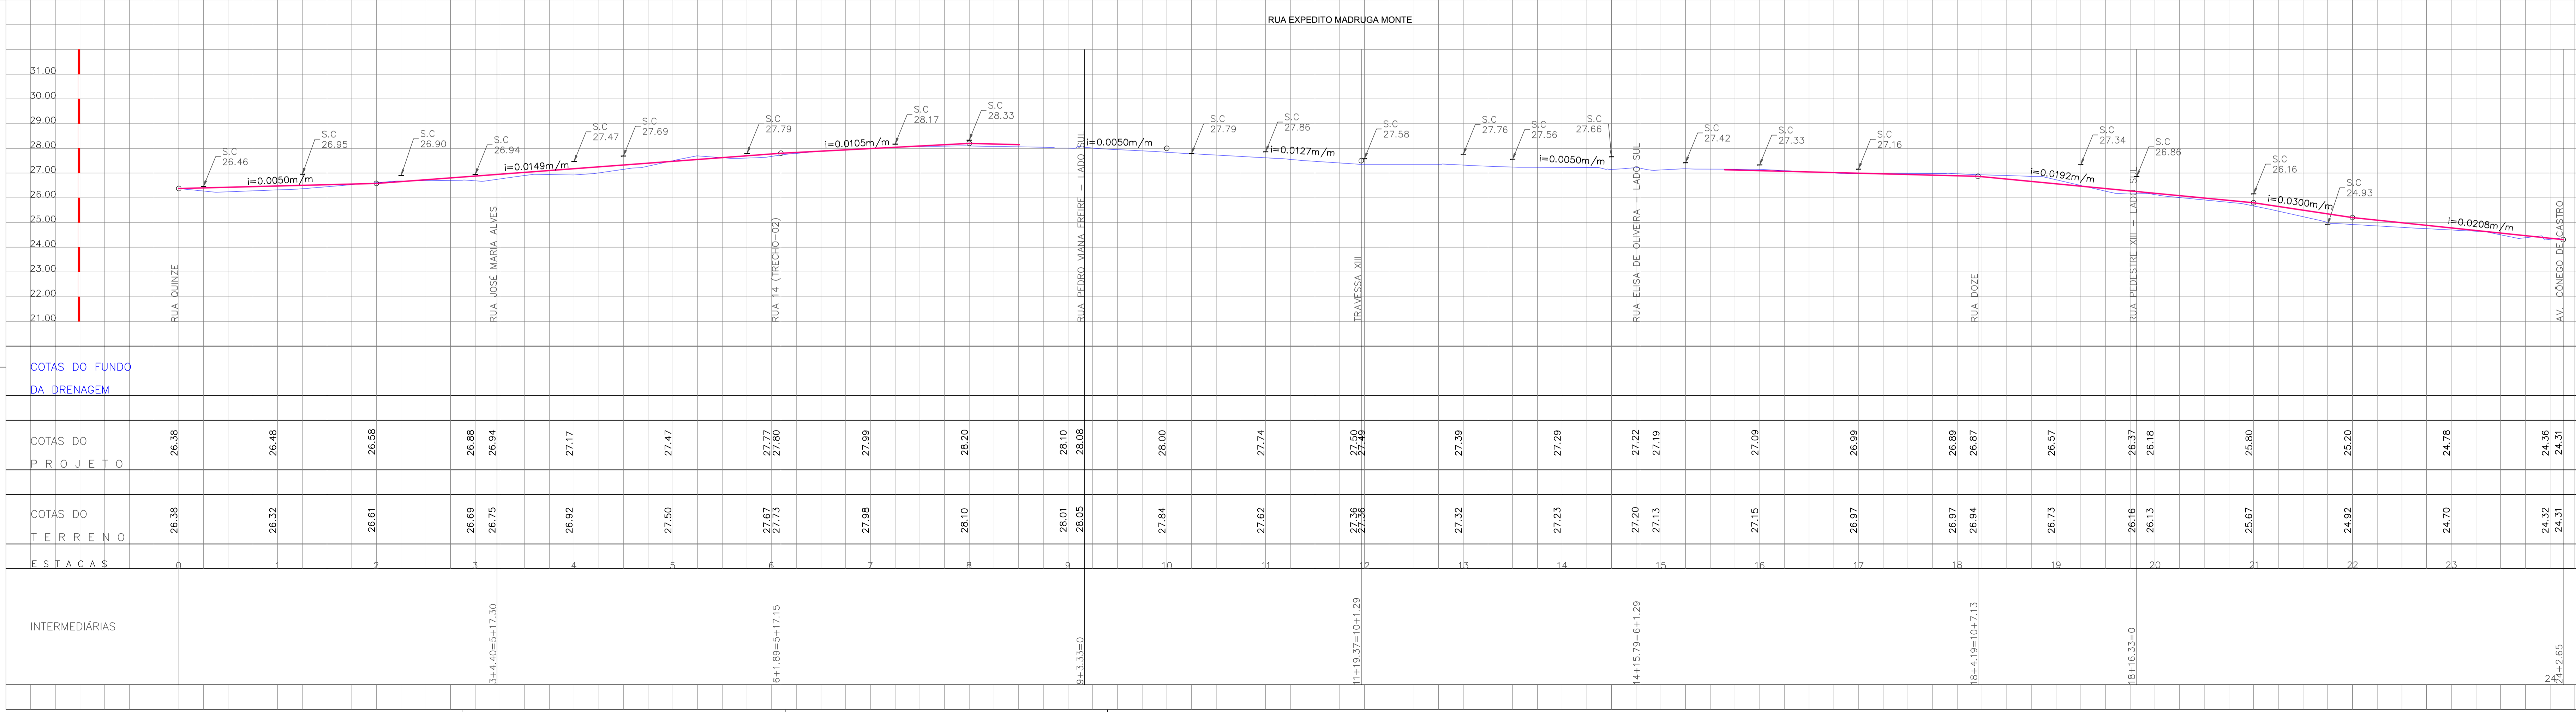 RUA EXPEDITO MADRUGA MONTE
31.00
30.00
29.00
28.00
27.00
26.00
25.00
24.00
23.00
22.00
21.00
S.C
26.46
S.C
26.95
S.C
26.90
S.C
26.94
S.C
27.47
S.C
27.69
S.C
27.79
S.C
28.17
S.C
28.33
S.C
27.79
S.C
27.86
S.C
27.58
S.C
27.76
S.C
27.56
S.C
27.66
S.C
27.42
S.C
27.33
S.C
27.16
S.C
27.34
S.C
26.86
S.C
26.16
S.C
24.93
i=0.0050m/m
i=0.0149m/m
i=0.0105m/m
i=0.0050m/m
i=0.0127m/m
i=0.0050m/m
i=0.0192m/m
i=0.0300m/m
i=0.0208m/m
RUA QUINZE
RUA JOSÉ MARIA ALVES
RUA 14 (TRECHO-02)
RUA PEDRO VIANA FREIRE - LADO SUL
TRAVESSA XIII
RUA ELISA DE OLIVEIRA - LADO SUL
RUA DOZE
RUA PEDESTRE XIII - LADO SUL
AV. CÔNEGO DE CASTRO
COTAS DO FUNDO
DA DRENAGEM
COTAS DO
PROJETO
26.38 26.48 26.58 26.88 26.94 27.17 27.47 27.77 27.80 27.99 28.20 28.10 28.08 28.00 27.74 27.50 27.49 27.39 27.29 27.22 27.19 27.09 26.99 26.89 26.87 26.57 26.37 26.18 25.80 25.20 24.78 24.36 24.31
COTAS DO
TERRENO
26.38 26.32 26.61 26.69 26.75 26.92 27.50 27.67 27.73 27.98 28.10 28.01 28.05 27.84 27.62 27.36 27.36 27.32 27.23 27.20 27.13 27.15 26.97 26.97 26.94 26.73 26.16 26.13 25.67 24.92 24.70 24.32 24.31
ESTACAS 0 1 2 3 4 5 6 7 8 9 10 11 12 13 14 15 16 17 18 19 20 21 22 23
INTERMEDIÁRIAS
3+4.40=5+17.30
6+1.89=5+17.15
9+3.33=0
11+19.37=10+1.29
14+15.79=6+1.29
18+4.19=10+7.13
18+16.33=0
24
24+2.65